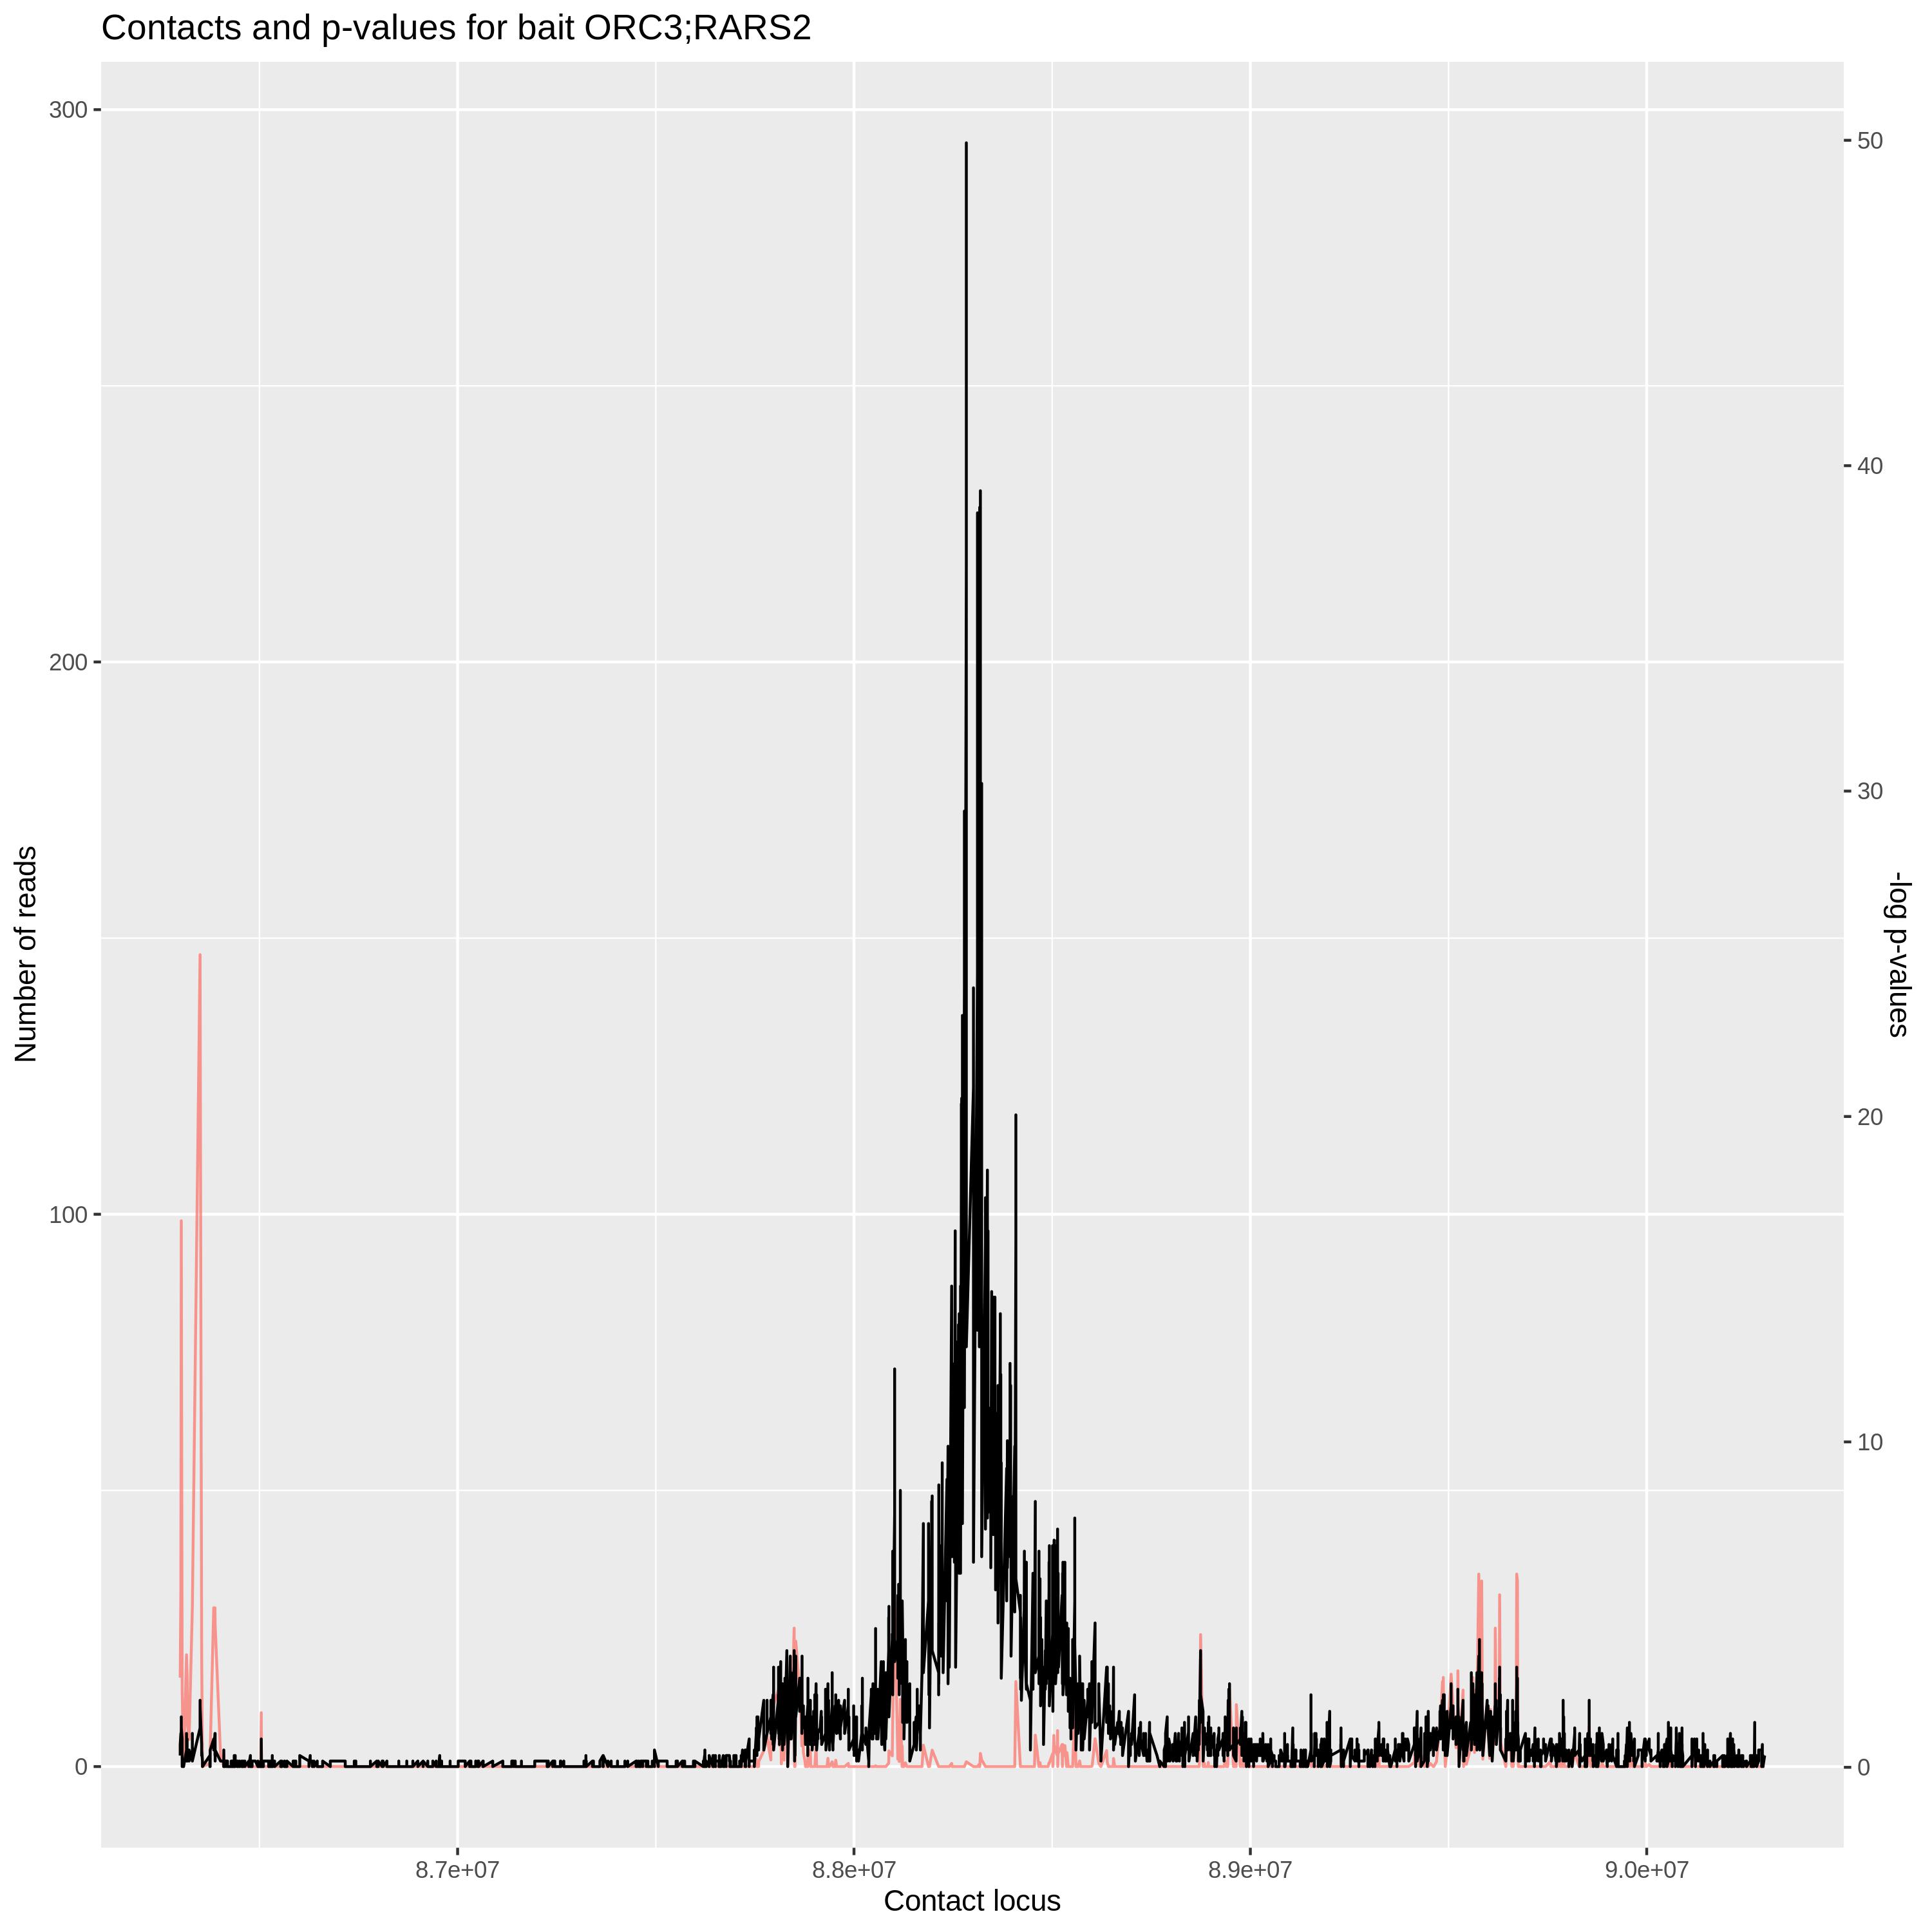 Contacts and p-values for bait ORC3;RARS2
300
200
100
0
Number of reads
50
40
30
20
10
0
-log p-values
8.7e+07
8.8e+07
8.9e+07
9.0e+07
Contact locus